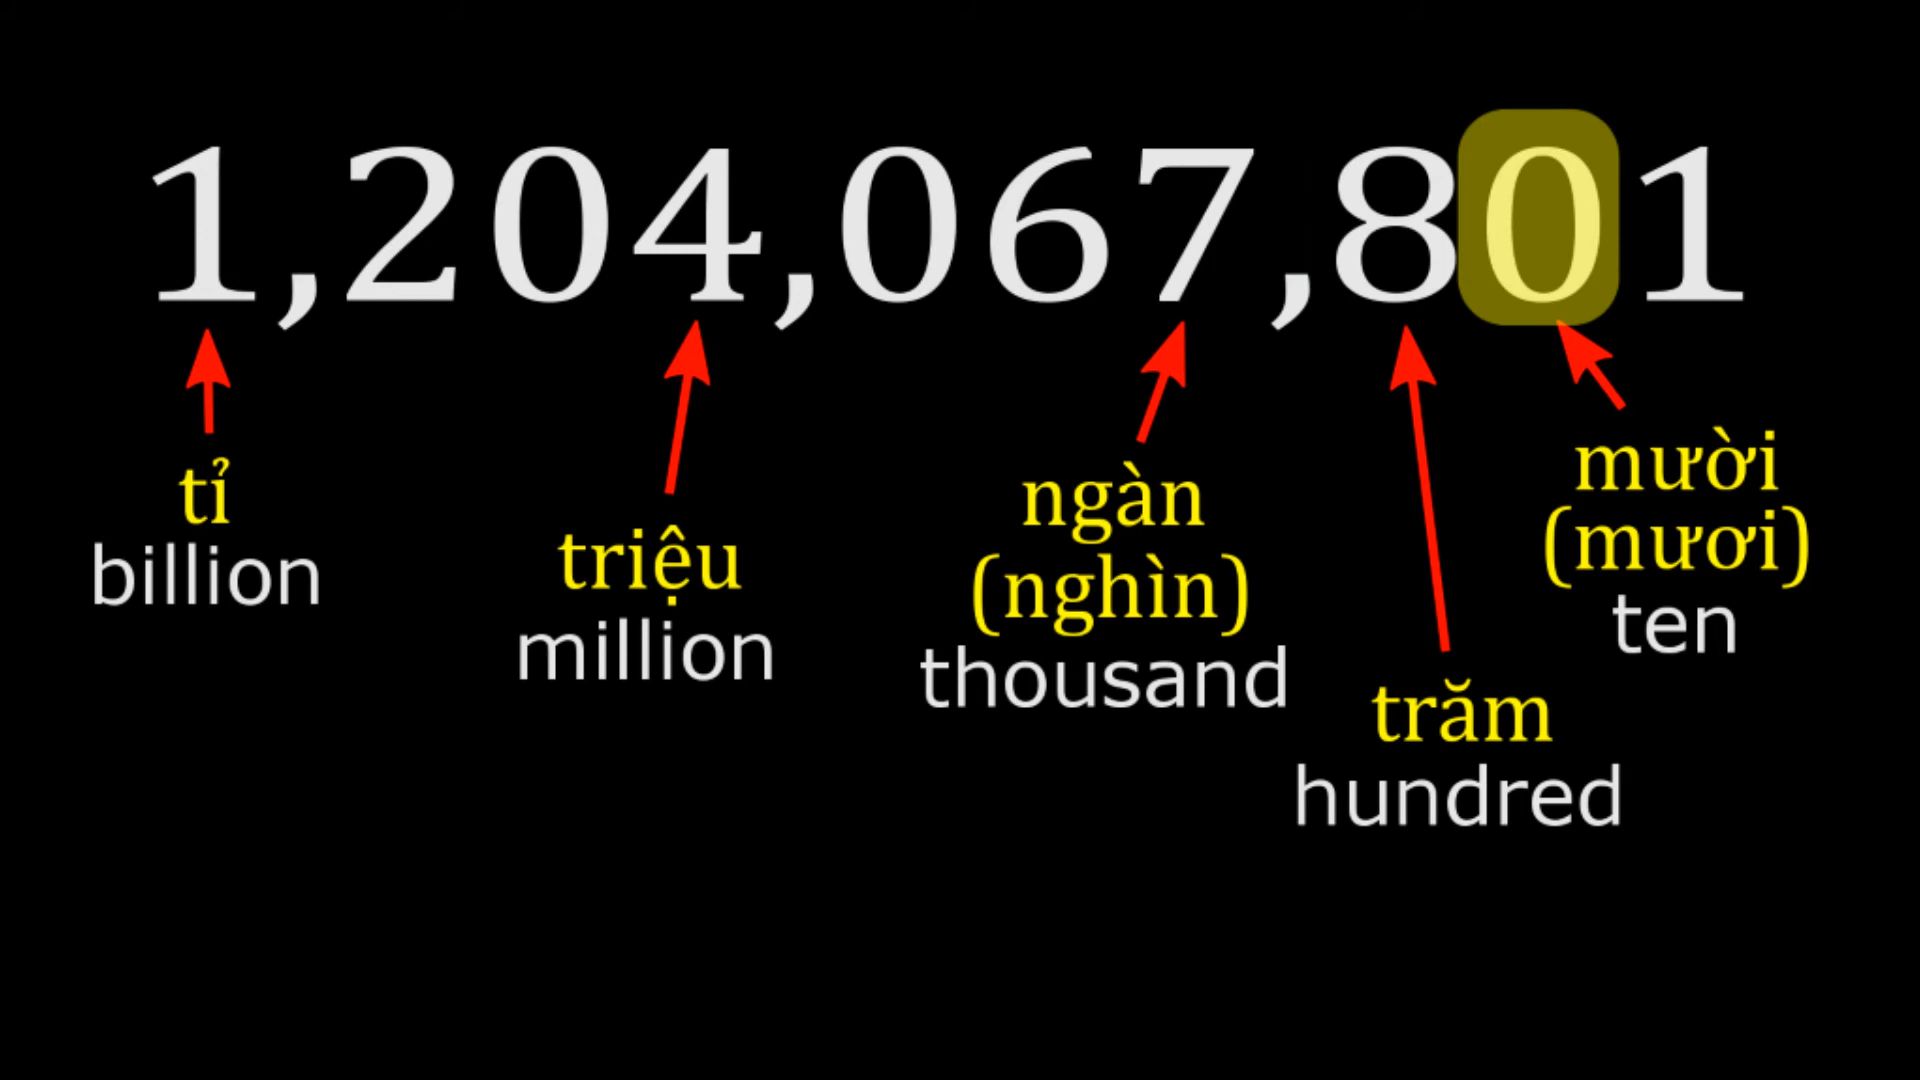 1,204,067,801
tỉ
billion
triệu
million
ngàn
(nghìn)
thousand
trăm
hundred
mười
(mươi)
ten